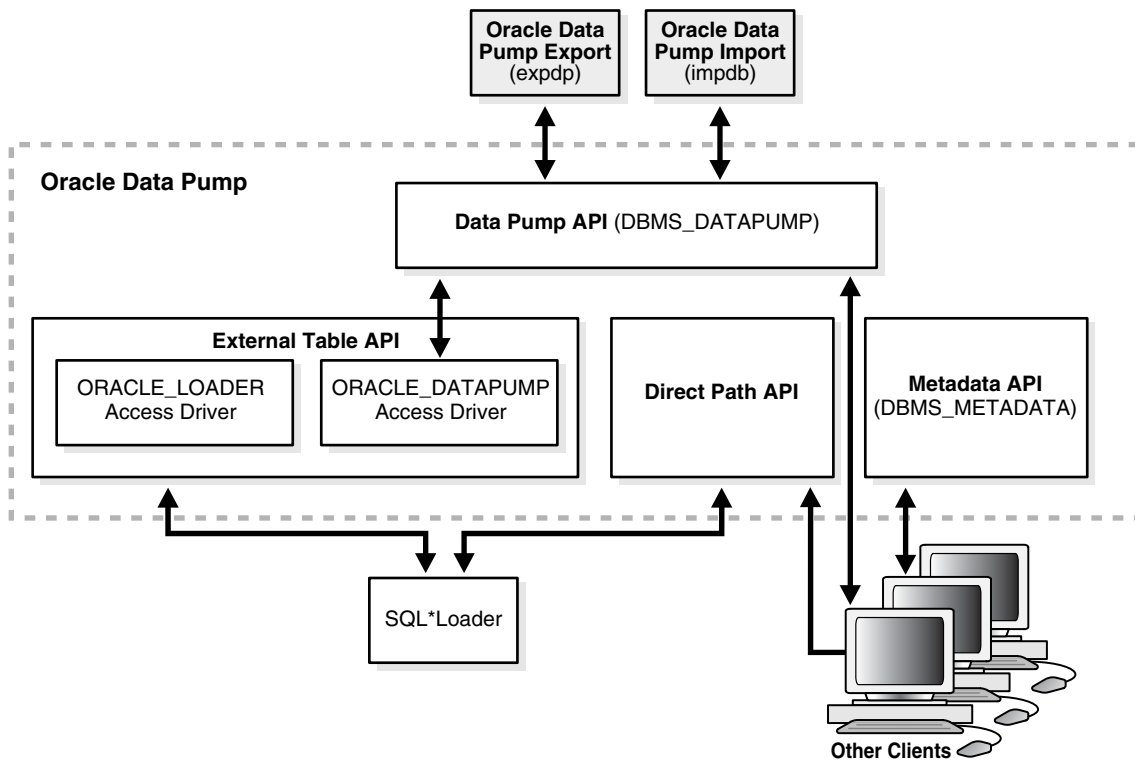 Oracle Data
Pump Export
(expdp)
Oracle Data
Pump Import
(impdb)
Oracle Data Pump
Data Pump API (DBMS_DATAPUMP)
External Table API
ORACLE_LOADER
Access Driver
ORACLE_DATAPUMP
Access Driver
Direct Path API
Metadata API
(DBMS_METADATA)
SQL*Loader
Other Clients